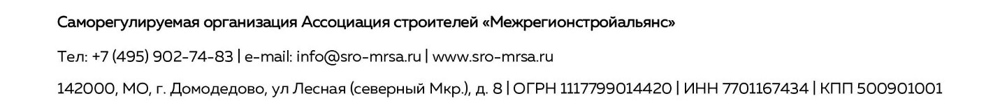 Саморегулируемая организация Ассоциация строителей «Межрегионстройальянс»
Тел: +7 (495) 902-74-83 | e-mail: info@sro-mrsa.ru | www.sro-mrsa.ru
142000, МО, г. Домодедово, ул Лесная (северный Мкр.), д. 8 | ОГРН 1117799014420 | ИНН 7701167434 | КПП 500901001